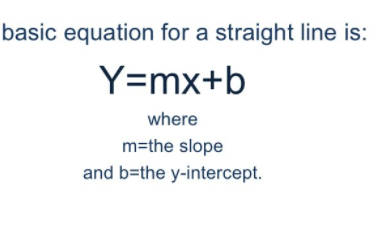 basic equation for a straight line is:
Y=mx+b
where
m=the slope
and b=the y-intercept.